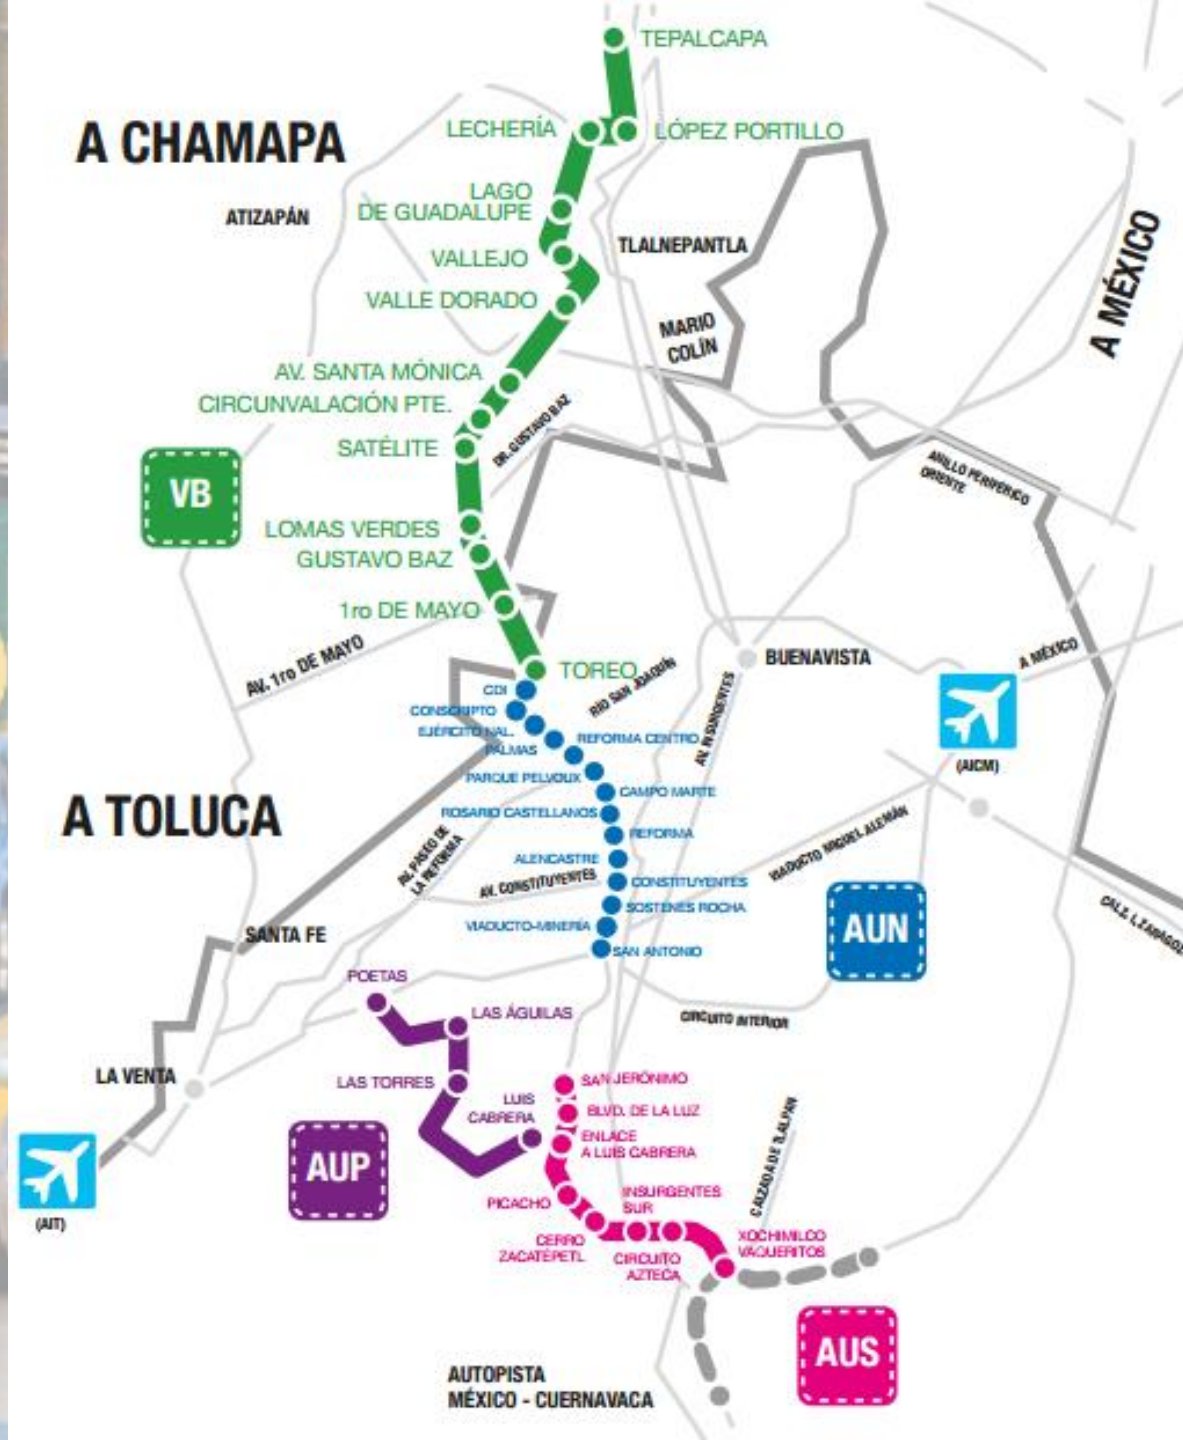 TEPALCAPA
LECHERÍA
LÓPEZ PORTILLO
A CHAMAPA
LAGO
DE GUADALUPE
ATIZAPÁN
TLALNEPANTLA
VALLEJO
VALLE DORADO
A MÉXICO
MARIO
COLÍN
AV. SANTA MÓNICA
CIRCUNVALACIÓN PTE.
DR. GUSTAVO BAZ
SATÉLITE
ANILLO PERIFÉRICO
ORIENTE
VB
LOMAS VERDES
GUSTAVO BAZ
1ro DE MAYO
AV. 1ro DE MAYO
TOREO
RÍO SAN JOAQUÍN
BUENAVISTA
A MÉXICO
AV. INSURGENTES
(AICM)
CDI
CONSCRIPTO
EJÉRCITO NAL.
REFORMA CENTRO
PALMAS
PARQUE PELVOUX
CAMPO MARTE
A TOLUCA
ROSARIO CASTELLANOS
REFORMA
AV. PASEO DE
LA REFORMA
VIADUCTO MIGUEL ALEMÁN
ALENCASTRE
AV. CONSTITUYENTES
CONSTITUYENTES
SOSTENES ROCHA
CALZ. I. ZARAGOZ
VIADUCTO-MINERÍA
AUN
SANTA FE
SAN ANTONIO
POETAS
LAS ÁGUILAS
CIRCUITO INTERIOR
LA VENTA
LAS TORRES
SAN JERÓNIMO
LUIS
CABRERA
BLVD. DE LA LUZ
ENLACE
A LUIS CABRERA
CALZADA DE TLALPAN
AUP
(AIT)
PICACHO
INSURGENTES
SUR
CERRO
ZACATÉPETL
CIRCUITO
AZTECA
XOCHIMILCO
VAQUERITOS
AUS
AUTOPISTA
MÉXICO - CUERNAVACA